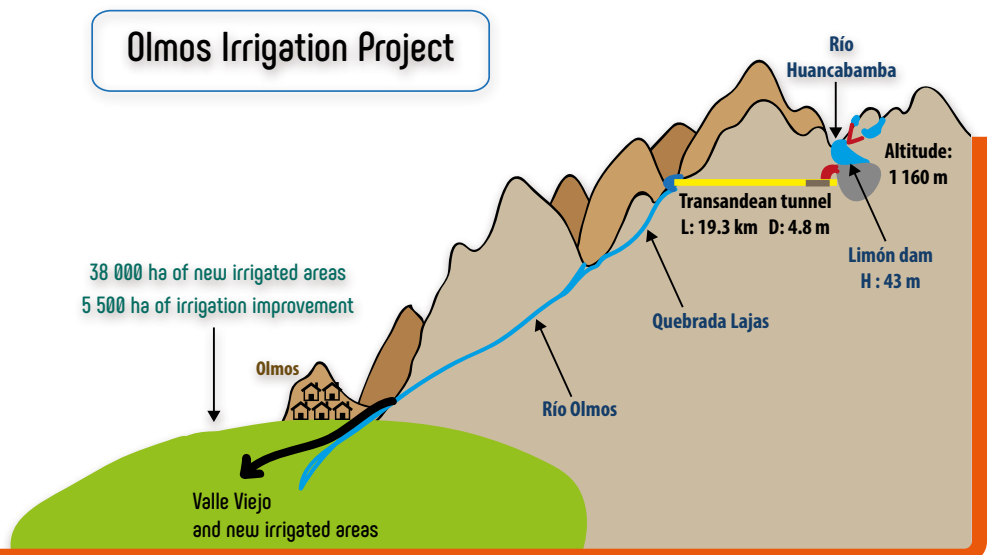 Olmos Irrigation Project
Río
Huancabamba
Altitude:
1 160 m
Transandean tunnel
L: 19.3 km D: 4.8 m
Limón dam
H : 43 m
38 000 ha of new irrigated areas
5 500 ha of irrigation improvement
Quebrada Lajas
Olmos
Río Olmos
Valle Viejo
and new irrigated areas